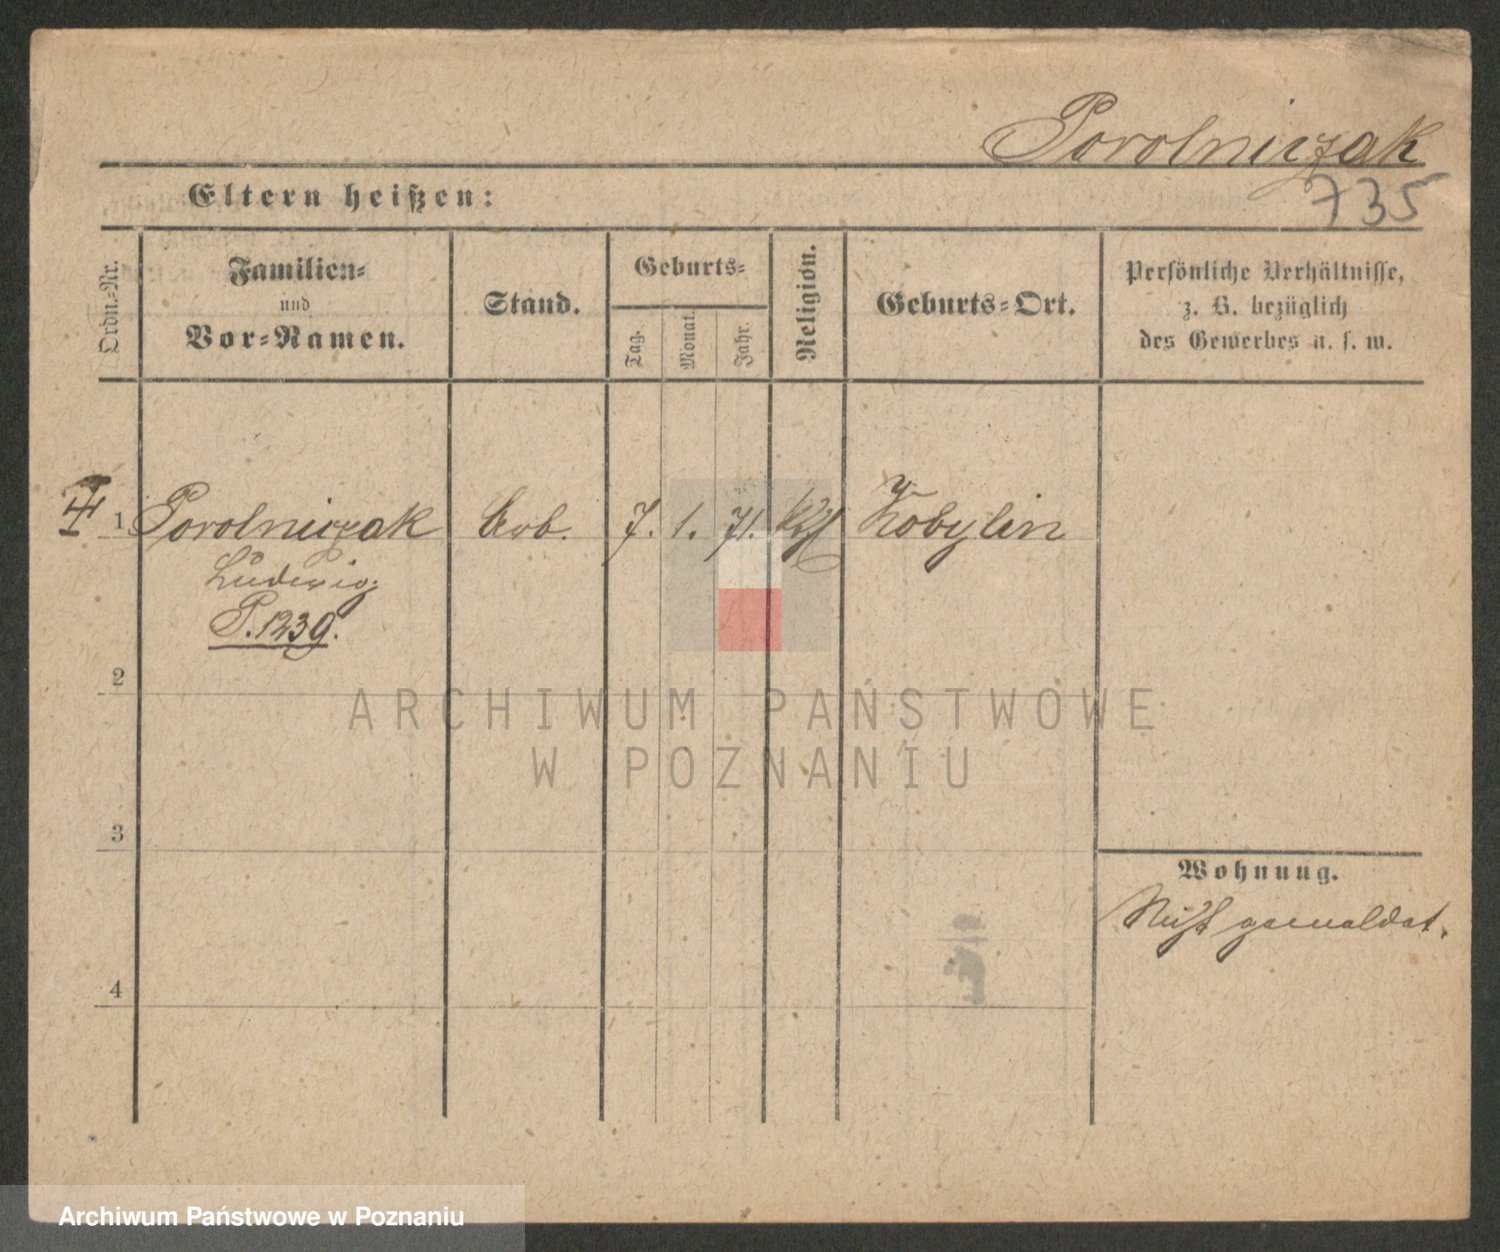 Porolniczak
735
Eltern heißen:
Ordn.-Nr.
Familien-
und
Vor-Namen.
Stand.
Geburts-
Tag.
Monat.
Jahr.
Religion.
Geburts-Ort.
Persönliche Verhältnisse,
z. B. bezüglich
des Gewerbes u. s. w.
1 Porolniczak Arb. 7. 1. 71. Kobylin
Ludwig
P. 1239.
2
3
4
Wohnung.
Nicht gemeldet.
ARCHIWUM PAŃSTWOWE
W POZNANIU
Archiwum Państwowe w Poznaniu